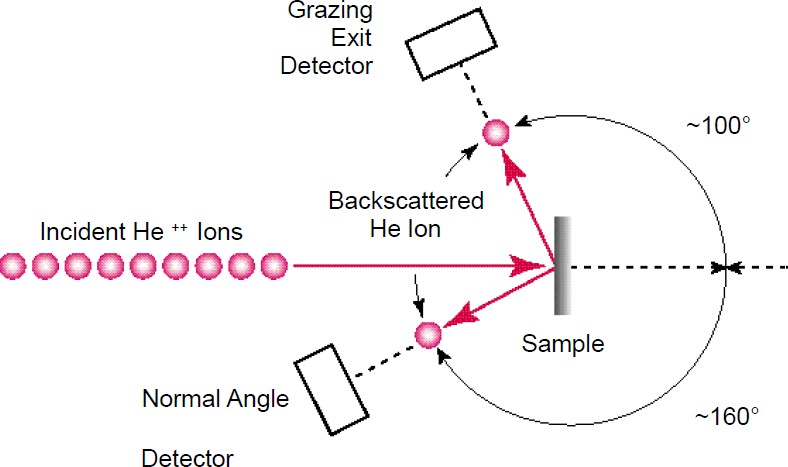 Grazing
Exit
Detector
~100°
Backscattered
He Ion
Incident He ++ Ions
Sample
Normal Angle
Detector
~160°